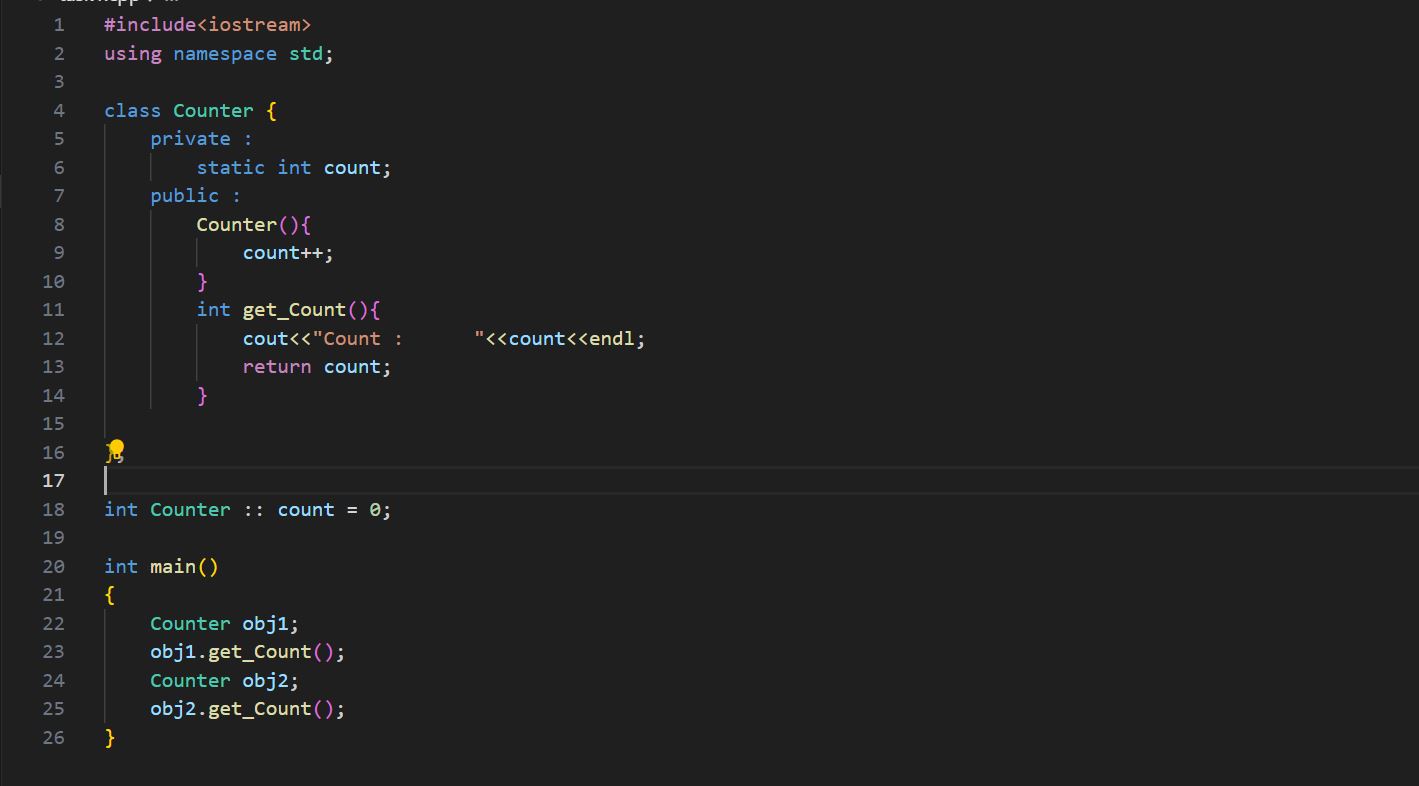 1 #include<iostream>
2 using namespace std;
3
4 class Counter {
5     private :
6         static int count;
7     public :
8         Counter(){
9             count++;
10         }
11         int get_Count(){
12             cout<<"Count :      "<<count<<endl;
13             return count;
14         }
15
16 };
17
18 int Counter :: count = 0;
19
20 int main()
21 {
22     Counter obj1;
23     obj1.get_Count();
24     Counter obj2;
25     obj2.get_Count();
26 }